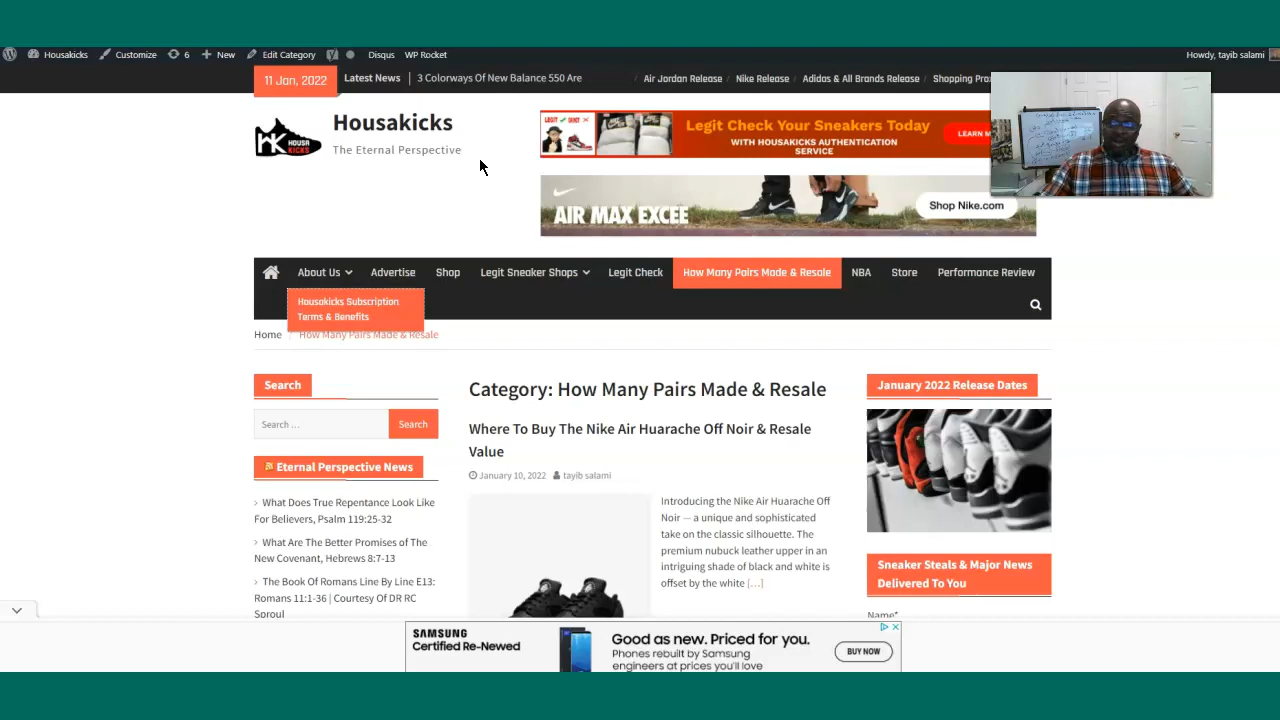 Housakicks Customize 6 New Edit Category Disqus WP Rocket Howdy, tayib salami
11 Jan, 2022 Latest News 3 Colorways Of New Balance 550 Are / Air Jordan Release / Nike Release / Adidas & All Brands Release / Shopping
HOUSA
KICKS
Housakicks
The Eternal Perspective
LEGIT SHIT
Legit Check Your Sneakers Today
WITH HOUSAKICKS AUTHENTICATION
SERVICE
LEARN
AIR MAX EXCEE
Shop Nike.com
About Us Advertise Shop Legit Sneaker Shops Legit Check How Many Pairs Made & Resale NBA Store Performance Review
Housakicks Subscription
Terms & Benefits
Home How Many Pairs Made & Resale
Search
Search ... Search
Eternal Perspective News
What Does True Repentance Look Like
For Believers, Psalm 119:25-32
What Are The Better Promises of The
New Covenant, Hebrews 8:7-13
The Book Of Romans Line By Line E13:
Romans 11:1-36 | Courtesy Of DR RC
Sproul
Category: How Many Pairs Made & Resale
Where To Buy The Nike Air Huarache Off Noir & Resale
Value
January 10, 2022 tayib salami
Introducing the Nike Air Huarache Off
Noir — a unique and sophisticated
take on the classic silhouette. The
premium nubuck leather upper in an
intriguing shade of black and white is
offset by the white [...]
January 2022 Release Dates
Sneaker Steals & Major News
Delivered To You
Name*
SAMSUNG
Certified Re-Newed
Good as new. Priced for you.
Phones rebuilt by Samsung
engineers at prices you'll love
BUY NOW